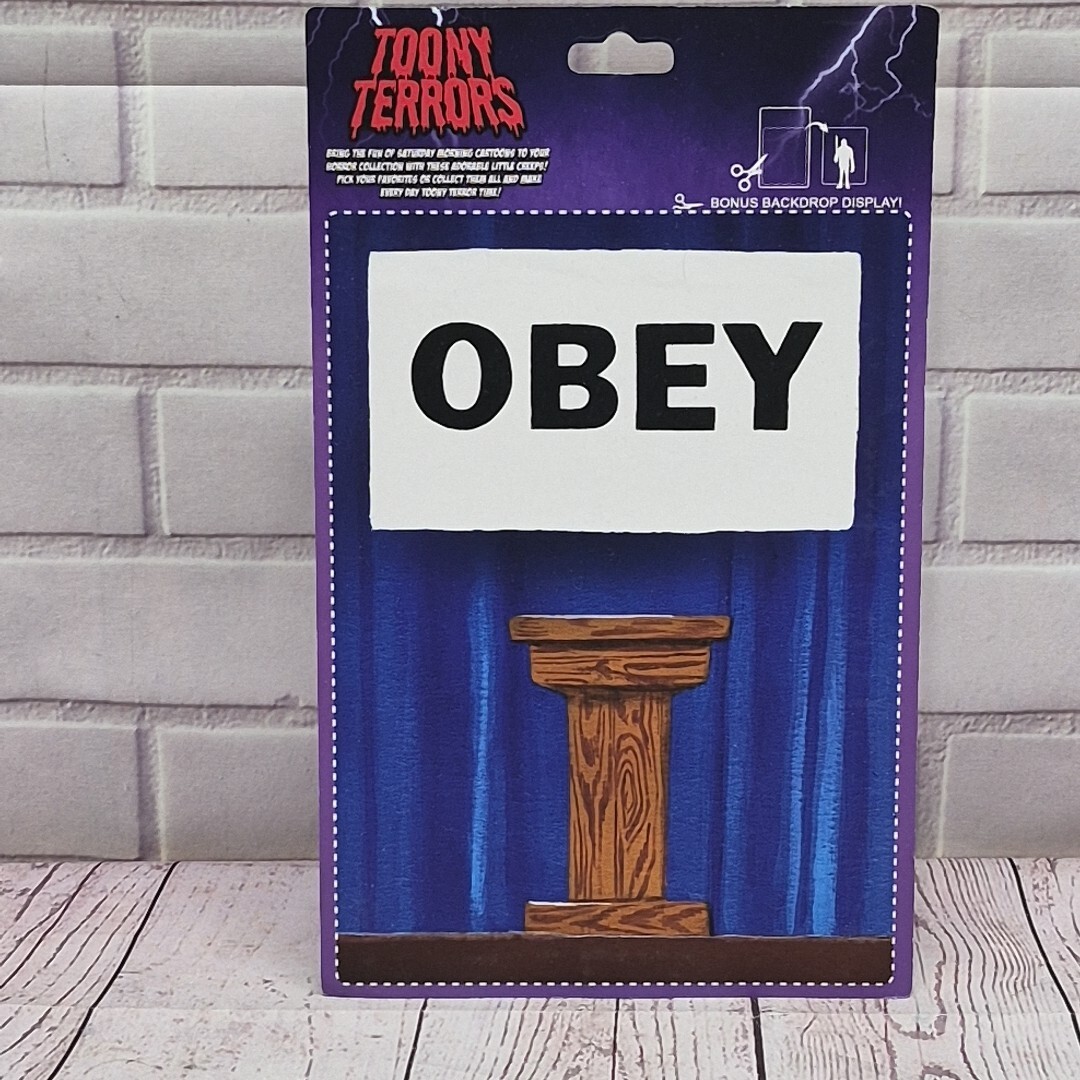 TOONY
TERRORS
BRING THE FUN OF SATURDAY MORNING CARTOONS TO YOUR
HORROR COLLECTION WITH THESE ADORABLE LITTLE CREEPS!
PICK YOUR FAVORITES OR COLLECT THEM ALL AND MAKE
EVERY DAY TOONY TERROR TIME!
BONUS BACKDROP DISPLAY!
OBEY